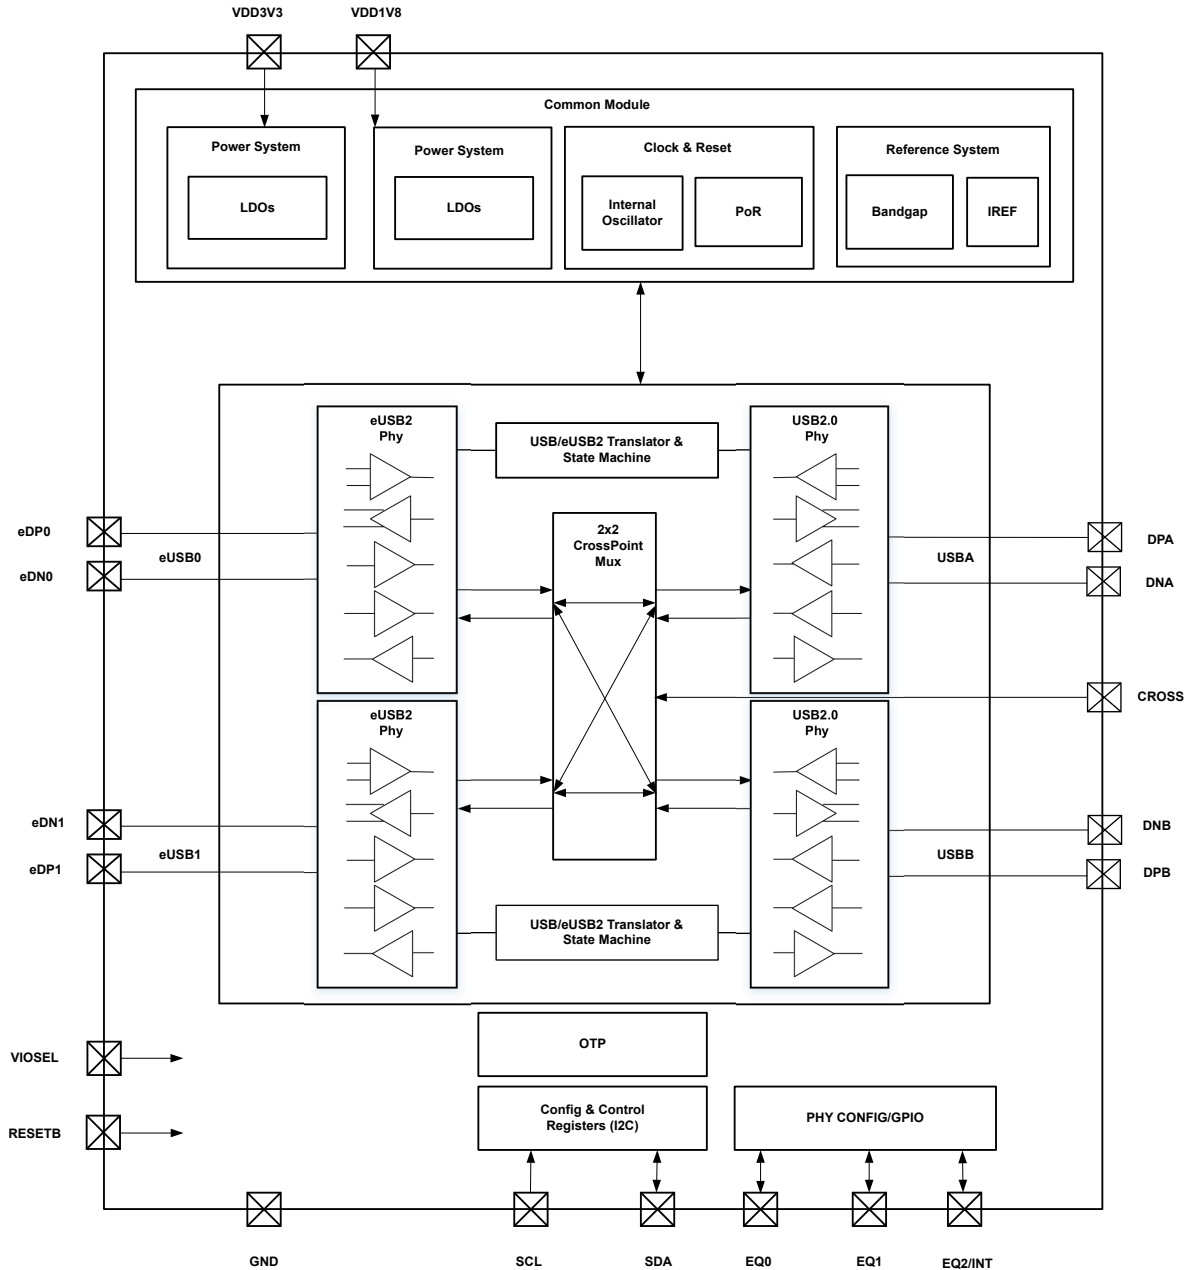 VDD3V3
VDD1V8
Common Module
Power System
LDOs
Power System
LDOs
Clock & Reset
Internal
Oscillator
PoR
Reference System
Bandgap
IREF
eUSB2
Phy
USB/eUSB2 Translator &
State Machine
USB2.0
Phy
2x2
CrossPoint
Mux
eDP0
eUSB0
eDN0
USBA
DPA
DNA
CROSS
eUSB2
Phy
USB2.0
Phy
eDN1
eUSB1
eDP1
USBB
DNB
DPB
USB/eUSB2 Translator &
State Machine
OTP
VIOSEL
RESETB
Config & Control
Registers (I2C)
PHY CONFIG/GPIO
GND
SCL
SDA
EQ0
EQ1
EQ2/INT